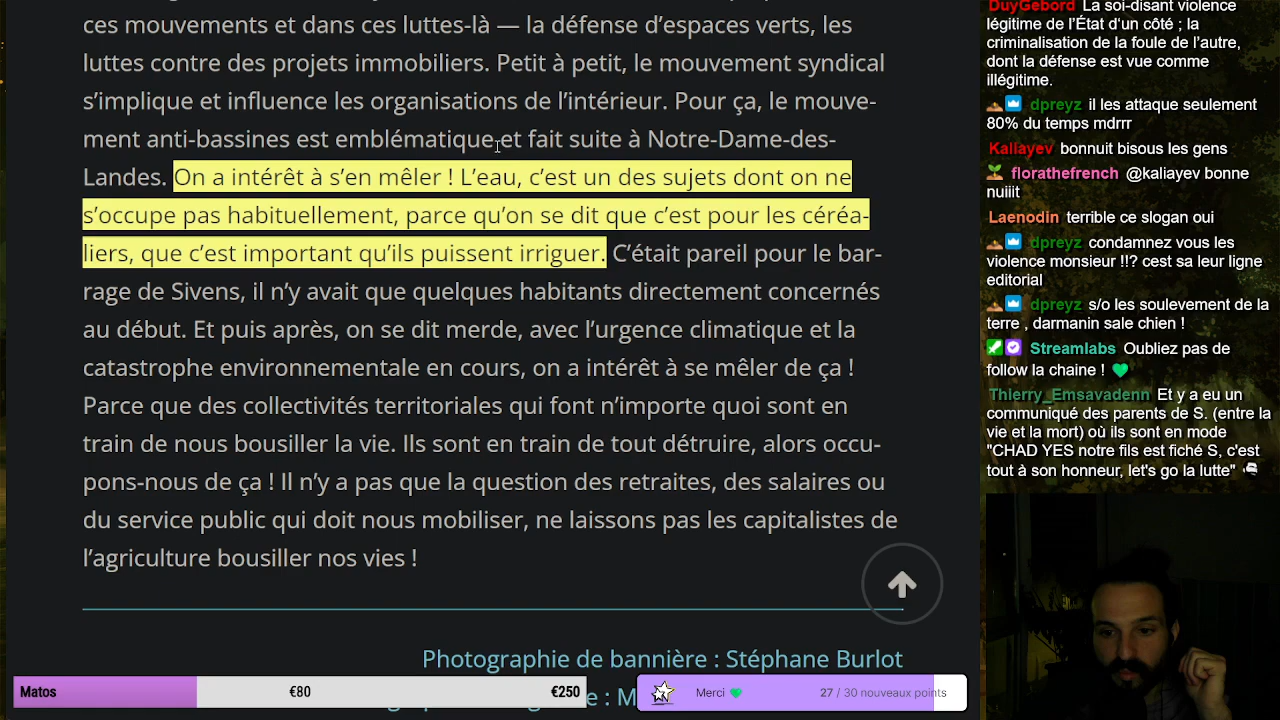 ces mouvements et dans ces luttes-là — la défense d’espaces verts, les
luttes contre des projets immobiliers. Petit à petit, le mouvement syndical
s’implique et influence les organisations de l’intérieur. Pour ça, le mouve-
ment anti-bassines est emblématique et fait suite à Notre-Dame-des-
Landes. On a intérêt à s’en mêler ! L’eau, c’est un des sujets dont on ne
s’occupe pas habituellement, parce qu’on se dit que c’est pour les céréa-
liers, que c’est important qu’ils puissent irriguer. C’était pareil pour le bar-
rage de Sivens, il n’y avait que quelques habitants directement concernés
au début. Et puis après, on se dit merde, avec l’urgence climatique et la
catastrophe environnementale en cours, on a intérêt à se mêler de ça !
Parce que des collectivités territoriales qui font n’importe quoi sont en
train de nous bousiller la vie. Ils sont en train de tout détruire, alors occu-
pons-nous de ça ! Il n’y a pas que la question des retraites, des salaires ou
du service public qui doit nous mobiliser, ne laissons pas les capitalistes de
l’agriculture bousiller nos vies !
Photographie de bannière : Stéphane Burlot
e : M
Matos
€80
€250
Merci
27 / 30 nouveaux points
DuyGebord La soi-disant violence
légitime de l’État d‘un côté ; la
criminalisation de la foule de l’autre,
dont la défense est vue comme
illégitime.
dpreyz il les attaque seulement
80% du temps mdrrr
Kaliayev bonnuit bisous les gens
florathefrench @kaliayev bonne
nuiiit
Laenodin terrible ce slogan oui
dpreyz condamnez vous les
violence monsieur !!? cest sa leur ligne
editorial
dpreyz s/o les soulevement de la
terre , darmanin sale chien !
Streamlabs Oubliez pas de
follow la chaine !
Thierry_Emsavadenn Et y a eu un
communiqué des parents de S. (entre la
vie et la mort) où ils sont en mode
"CHAD YES notre fils est fiché S, c'est
tout à son honneur, let's go la lutte"